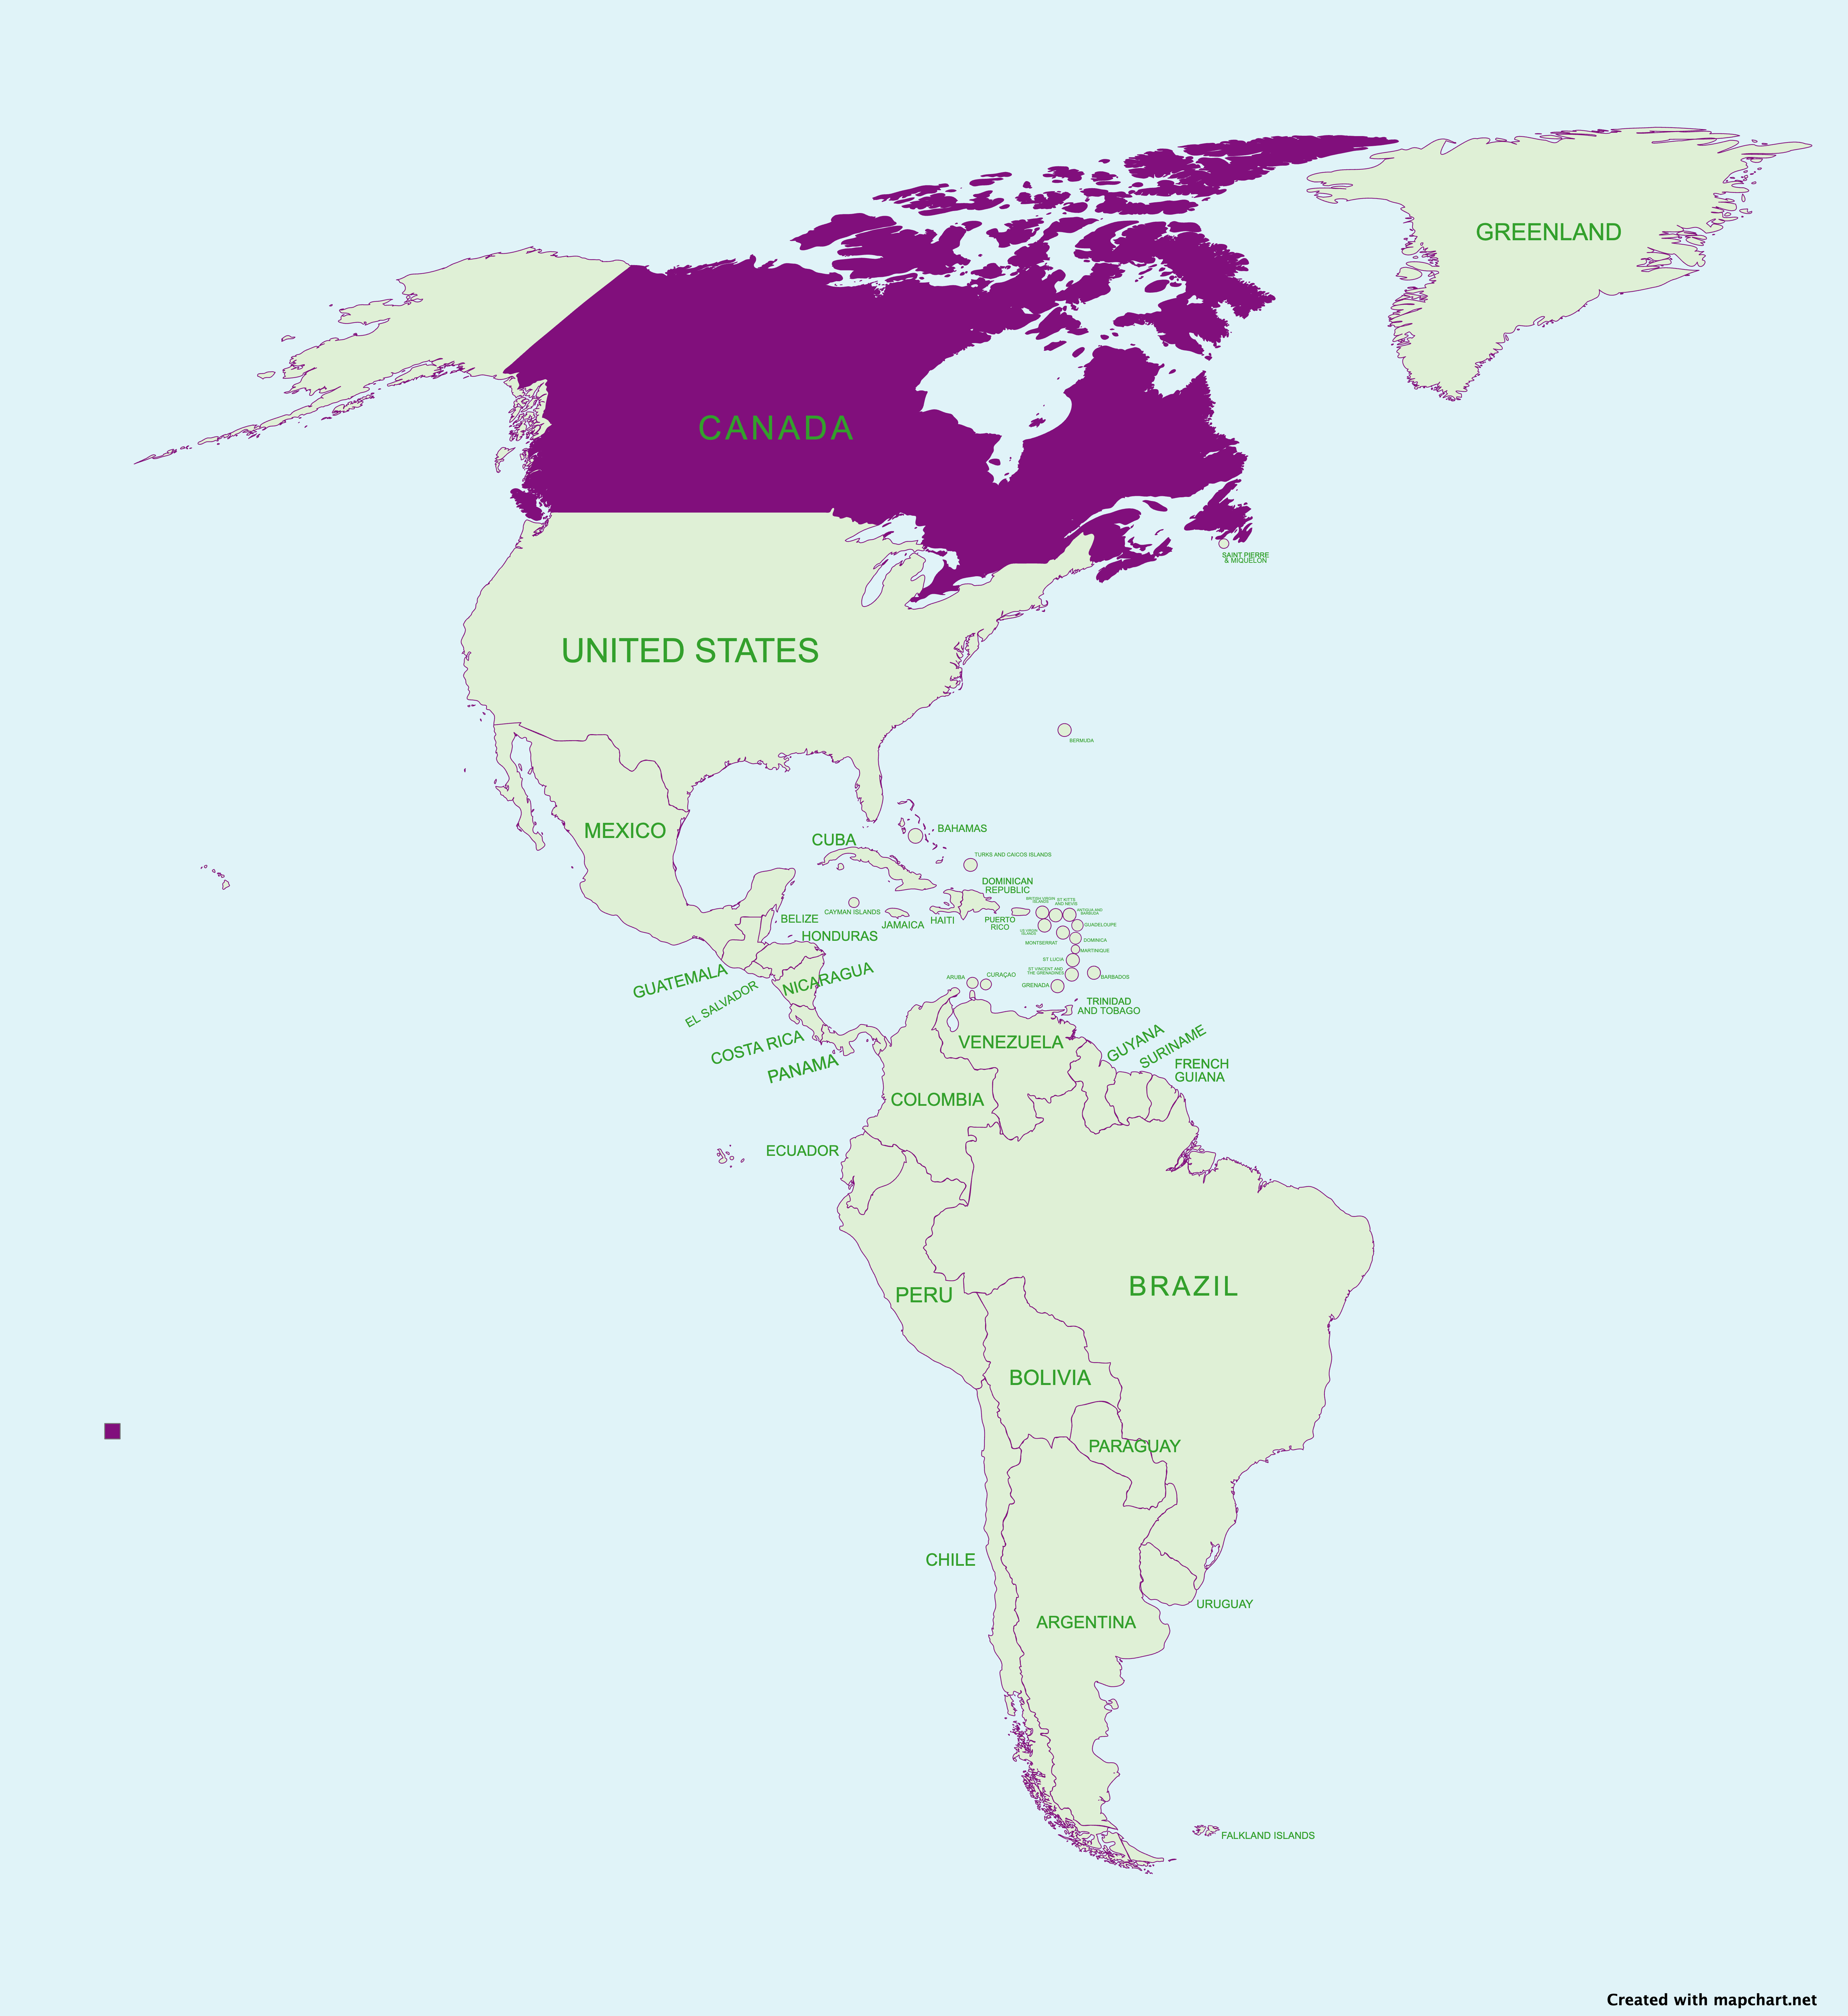 GREENLAND
CANADA
SAINT PIERRE
& MIQUELON
UNITED STATES
BERMUDA
MEXICO
BAHAMAS
CUBA
TURKS AND CAICOS ISLANDS
DOMINICAN
REPUBLIC
BRITISH VIRGIN
ISLANDS
ST KITTS
AND NEVIS
ANTIGUA AND
BARBUDA
CAYMAN ISLANDS
BELIZE
JAMAICA
HAITI
PUERTO
RICO
US VIRGIN
ISLANDS
GUADELOUPE
HONDURAS
MONTSERRAT
DOMINICA
MARTINIQUE
ST LUCIA
GUATEMALA
NICARAGUA
EL SALVADOR
ARUBA
CURAÇAO
ST VINCENT AND
THE GRENADINES
BARBADOS
GRENADA
TRINIDAD
AND TOBAGO
COSTA RICA
PANAMA
VENEZUELA
GUYANA
SURINAME
FRENCH
GUIANA
COLOMBIA
ECUADOR
BRAZIL
PERU
BOLIVIA
PARAGUAY
CHILE
URUGUAY
ARGENTINA
FALKLAND ISLANDS
Created with mapchart.net